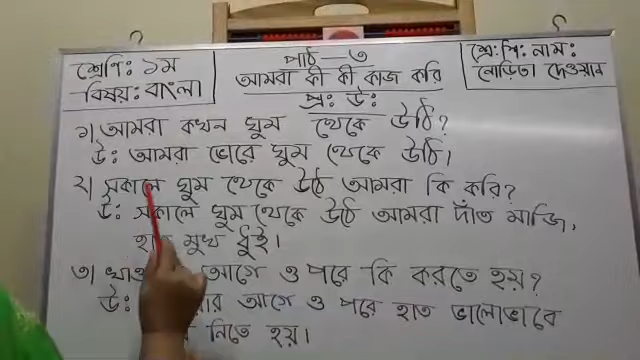 শ্রেণি: ১ম
বিষয়: বাংলা
পাঠ - ৩
আমরা কী কী কাজ করি
প্র: উ:
শ্রে: শি: নাম:
নোভিতা দেওয়ান
১) আমরা কখন ঘুম থেকে উঠি?
উ: আমরা ভোরে ঘুম থেকে উঠি।
২) সকালে ঘুম থেকে উঠে আমরা কি করি?
উ: সকালে ঘুম থেকে উঠে আমরা দাঁত মাজি,
হাত মুখ ধুই।
৩) আগে ও পরে কি করতে হয়?
উ: আগে ও পরে হাত ভালোভাবে
নিতে হয়।